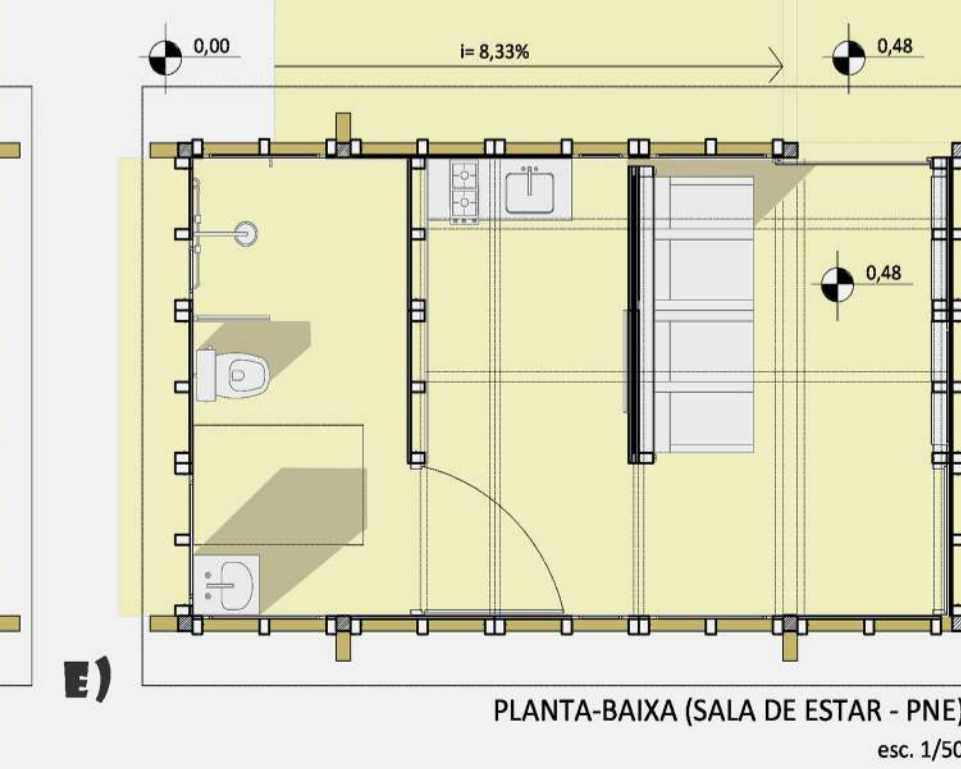 0,00
i= 8,33%
0,48
0,48
E)
PLANTA-BAIXA (SALA DE ESTAR - PNE)
esc. 1/50